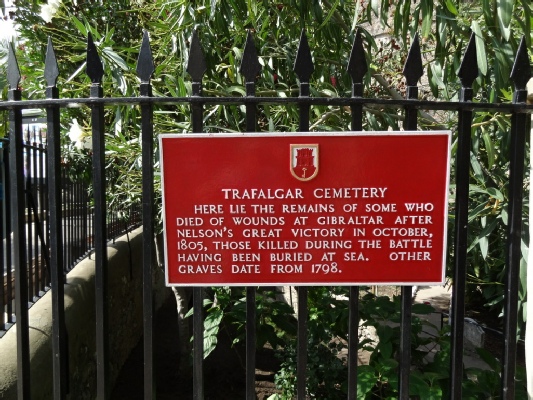 TRAFALGAR CEMETERY
HERE LIE THE REMAINS OF SOME WHO
DIED OF WOUNDS AT GIBRALTAR AFTER
NELSON'S GREAT VICTORY IN OCTOBER,
1805, THOSE KILLED DURING THE BATTLE
HAVING BEEN BURIED AT SEA. OTHER
GRAVES DATE FROM 1798.